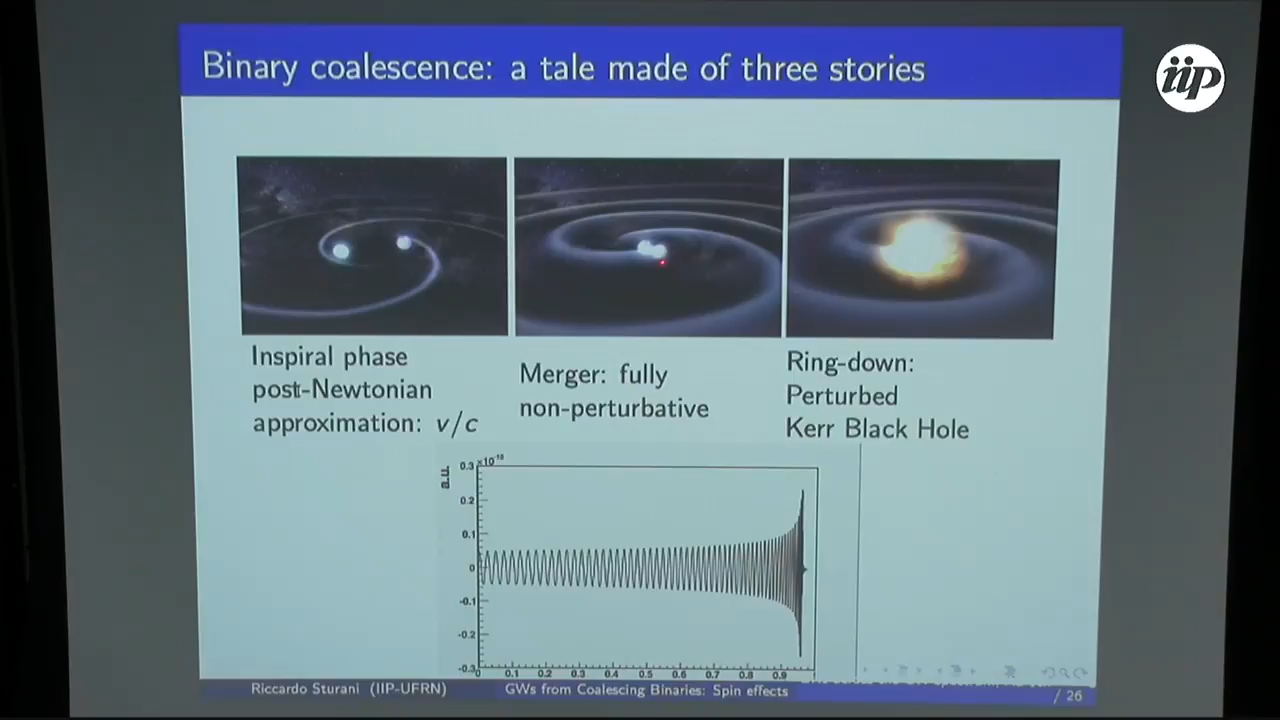 Binary coalescence: a tale made of three stories
iip
Inspiral phase
post-Newtonian
approximation: v/c
Merger: fully
non-perturbative
Ring-down:
Perturbed
Kerr Black Hole
a.u.
0.3
0.2
0.1
0
-0.1
-0.2
-0.3
0 0.1 0.2 0.3 0.4 0.5 0.6 0.7 0.8 0.9
Riccardo Sturani (IIP-UFRN) GWs from Coalescing Binaries: Spin effects / 26